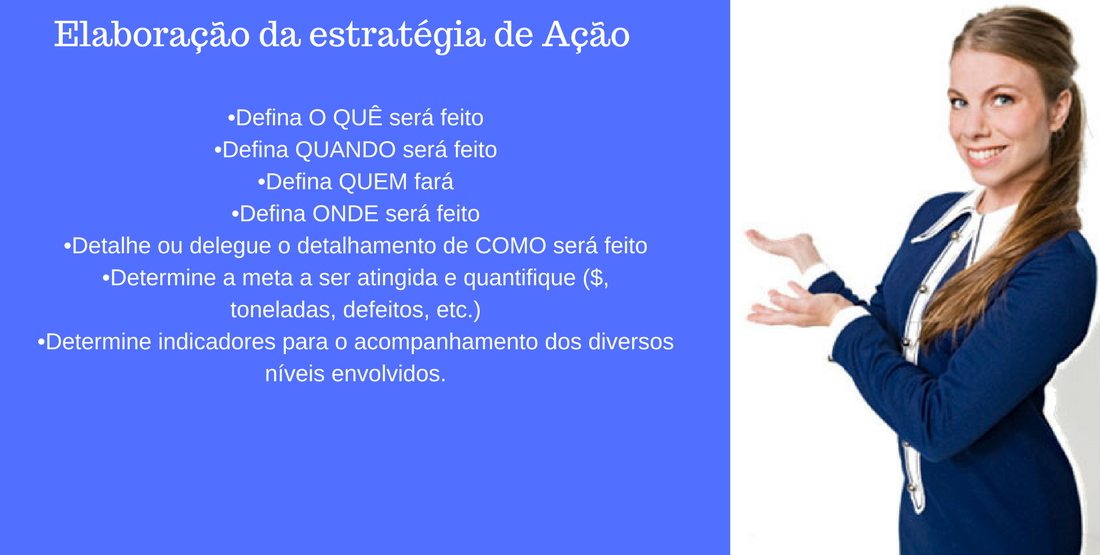 Elaboração da estratégia de Ação
•Defina O QUÊ será feito
•Defina QUANDO será feito
•Defina QUEM fará
•Defina ONDE será feito
•Detalhe ou delegue o detalhamento de COMO será feito
•Determine a meta a ser atingida e quantifique ($,
toneladas, defeitos, etc.)
•Determine indicadores para o acompanhamento dos diversos
níveis envolvidos.